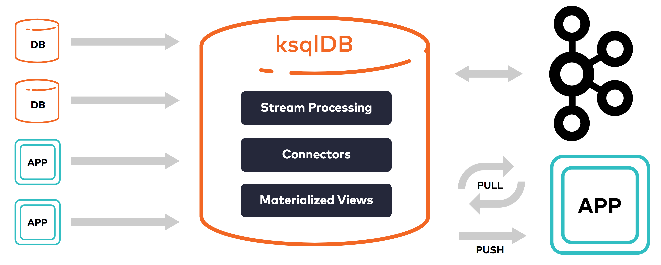 DB
DB
APP
APP
ksqlDB
Stream Processing
Connectors
Materialized Views
PULL
PUSH
APP